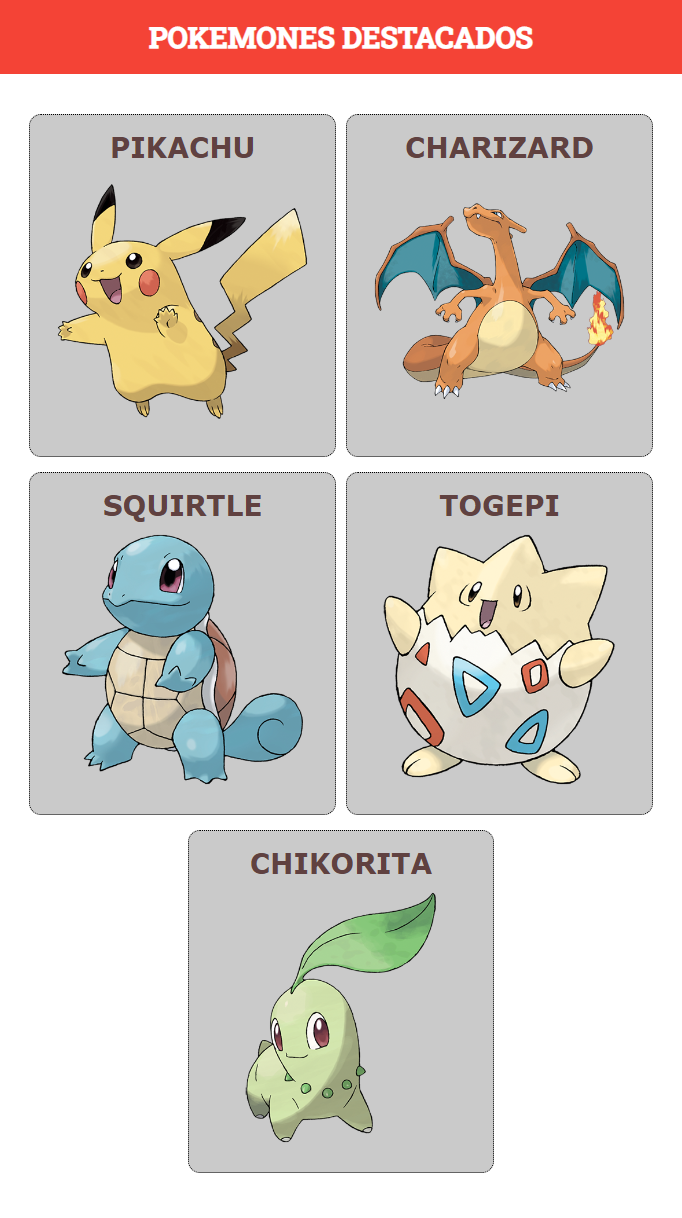 POKEMONES DESTACADOS
PIKACHU
CHARIZARD
SQUIRTLE
TOGEPI
CHIKORITA